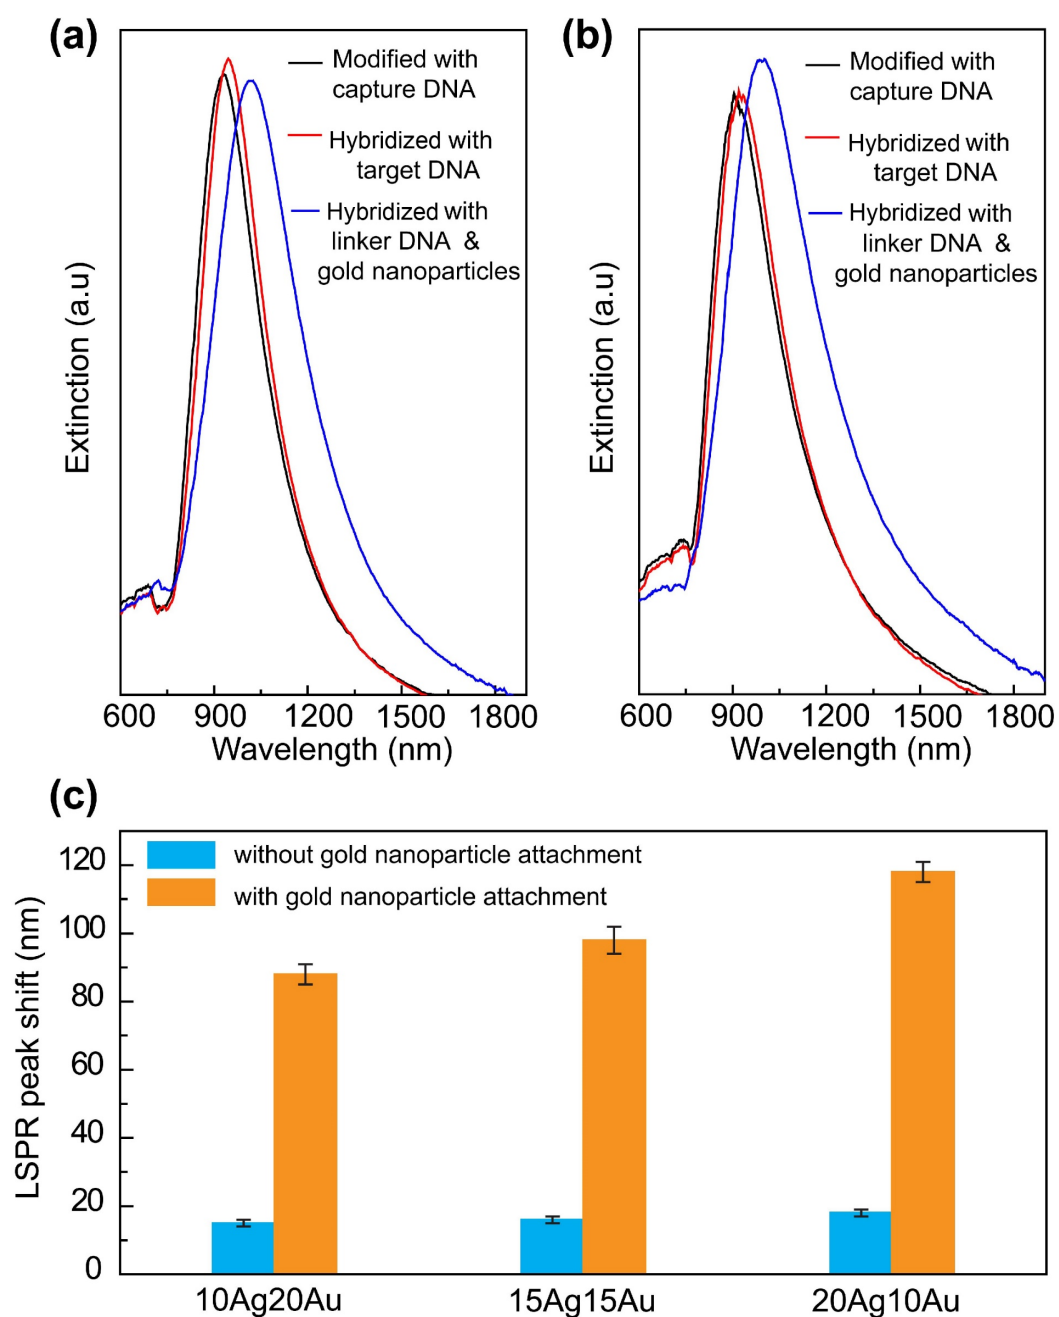 (a)
Modified with
capture DNA
Hybridized with
target DNA
Hybridized with
linker DNA &
gold nanoparticles
Extinction (a.u)
600 900 1200 1500 1800
Wavelength (nm)
(b)
Modified with
capture DNA
Hybridized with
target DNA
Hybridized with
linker DNA &
gold nanoparticles
Extinction (a.u)
600 900 1200 1500 1800
Wavelength (nm)
(c)
without gold nanoparticle attachment
with gold nanoparticle attachment
LSPR peak shift (nm)
120
100
80
60
40
20
0
10Ag20Au 15Ag15Au 20Ag10Au